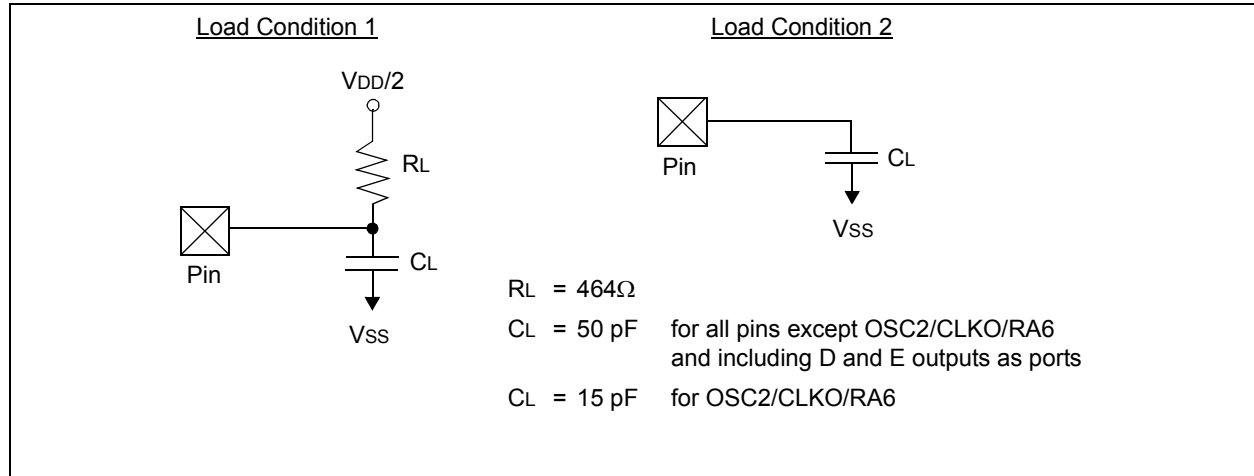 Load Condition 1
VDD/2
RL
Pin
CL
VSS
Load Condition 2
Pin
CL
VSS
RL = 464Ω
CL = 50 pF for all pins except OSC2/CLKO/RA6
and including D and E outputs as ports
CL = 15 pF for OSC2/CLKO/RA6